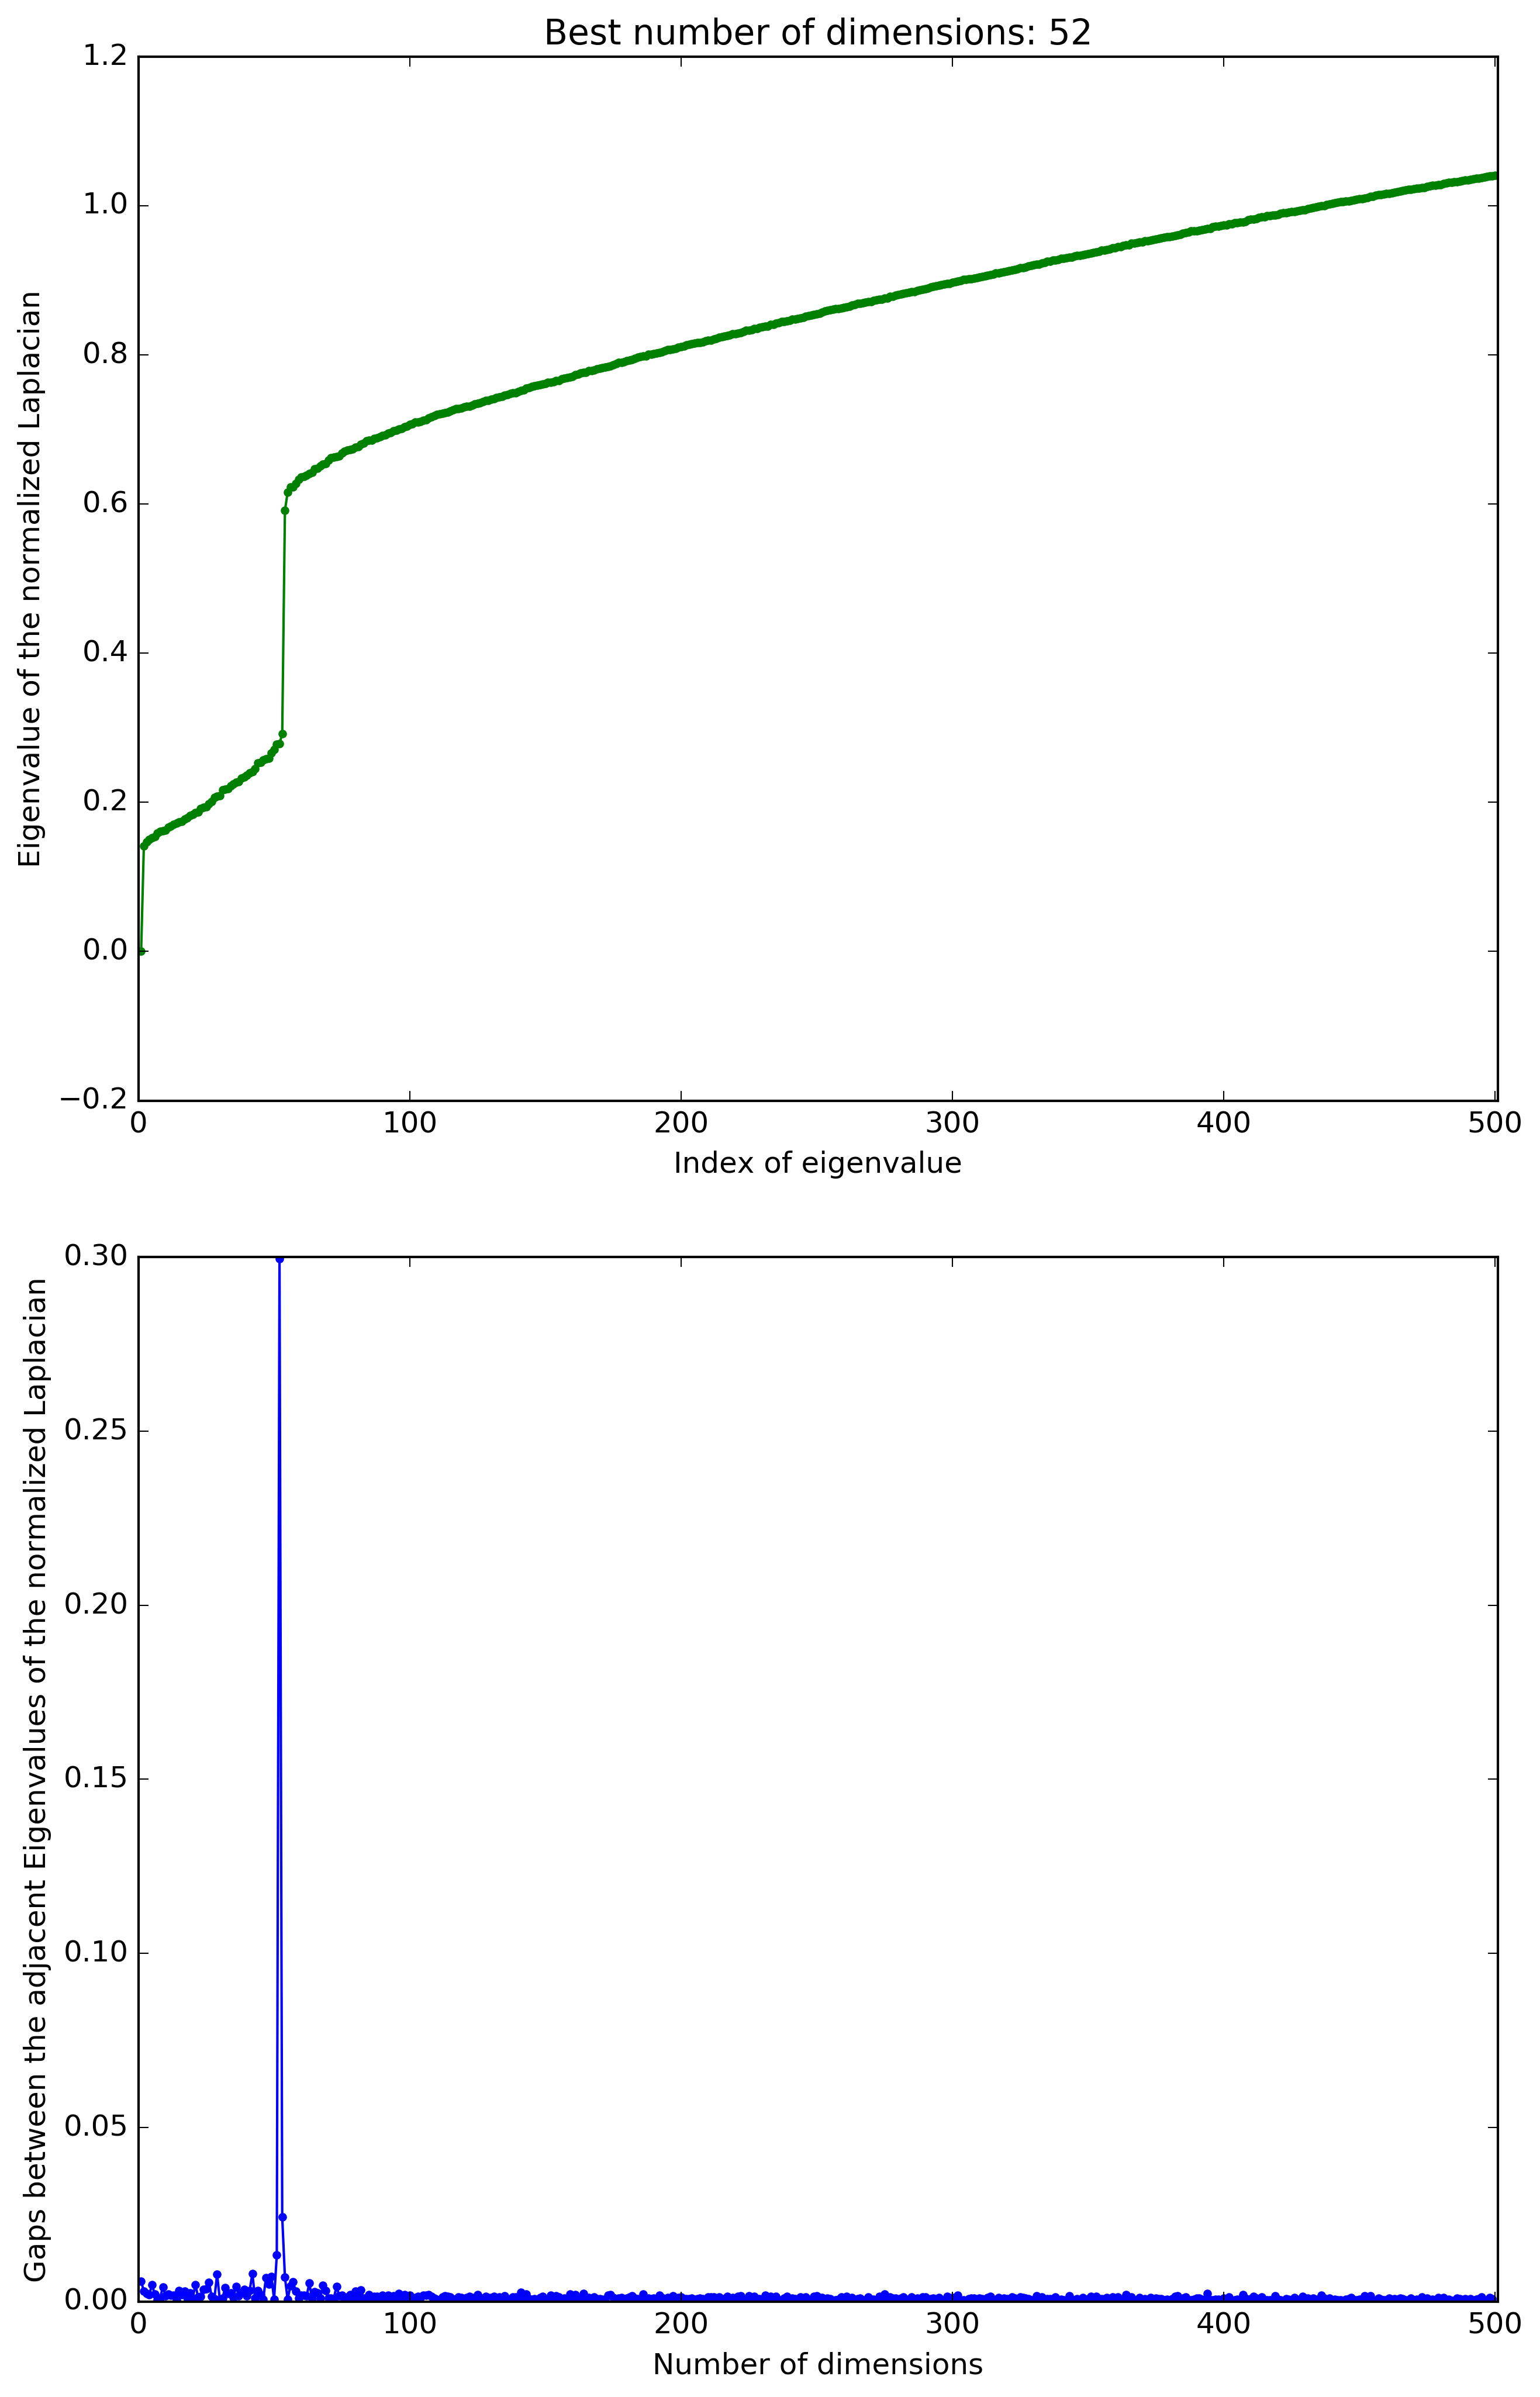 Best number of dimensions: 52
1.2
1.0
0.8
0.6
0.4
0.2
0.0
−0.2
Eigenvalue of the normalized Laplacian
0 100 200 300 400 500
Index of eigenvalue
0.30
0.25
0.20
0.15
0.10
0.05
0.00
Gaps between the adjacent Eigenvalues of the normalized Laplacian
0 100 200 300 400 500
Number of dimensions